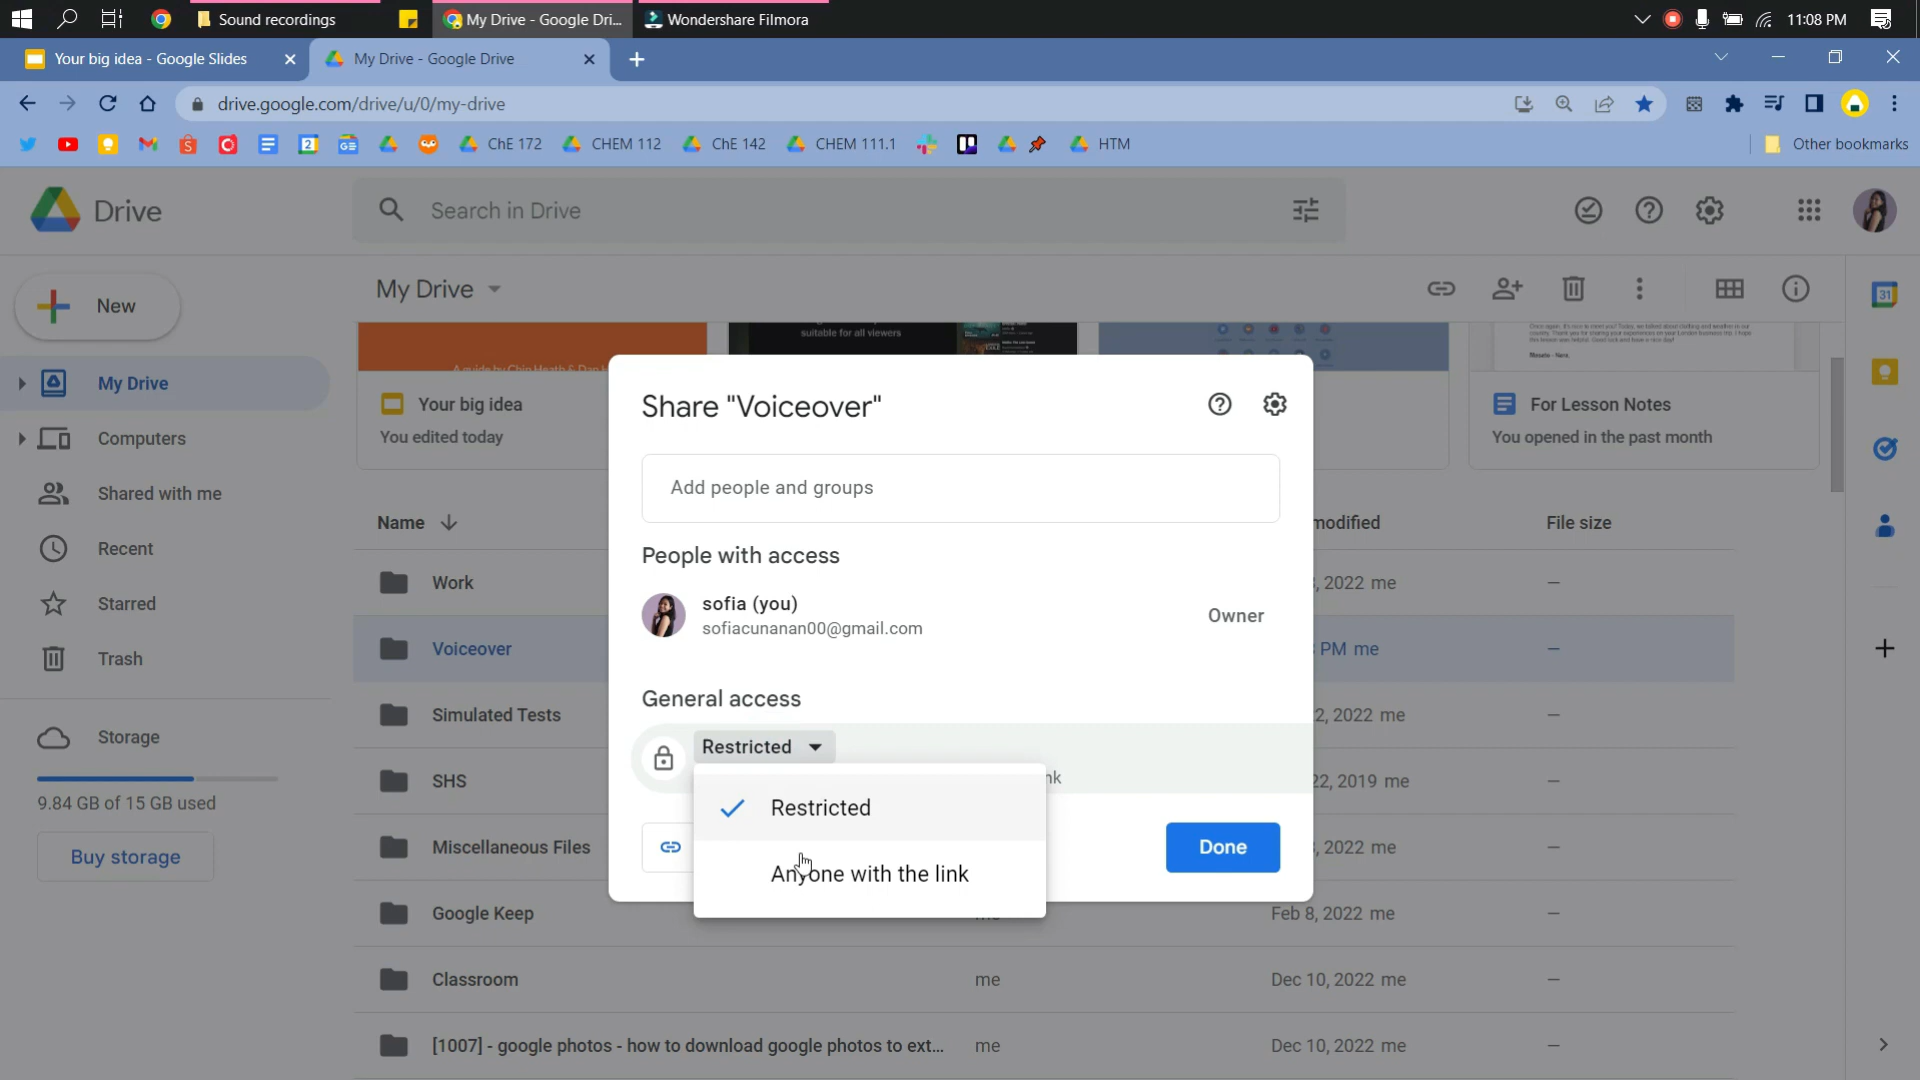 Sound recordings
My Drive - Google Dri...
Wondershare Filmora
11:08 PM
Your big idea - Google Slides
My Drive - Google Drive
drive.google.com/drive/u/0/my-drive
ChE 172
CHEM 112
ChE 142
CHEM 111.1
HTM
Other bookmarks
Drive
Search in Drive
New
My Drive
suitable for all viewers
31
My Drive
Share "Voiceover"
Your big idea
For Lesson Notes
You edited today
You opened in the past month
Computers
Shared with me
Add people and groups
Name
modified
File size
Recent
People with access
Work
, 2022 me
–
Starred
sofia (you)
sofiacunanan00@gmail.com
Owner
Trash
Voiceover
PM me
–
General access
Simulated Tests
2, 2022 me
–
Storage
Restricted
nk
SHS
22, 2019 me
–
9.84 GB of 15 GB used
Restricted
Buy storage
Miscellaneous Files
Done
, 2022 me
–
Anyone with the link
Google Keep
Feb 8, 2022 me
–
Classroom
me
Dec 10, 2022 me
–
[1007] - google photos - how to download google photos to ext...
me
Dec 10, 2022 me
–